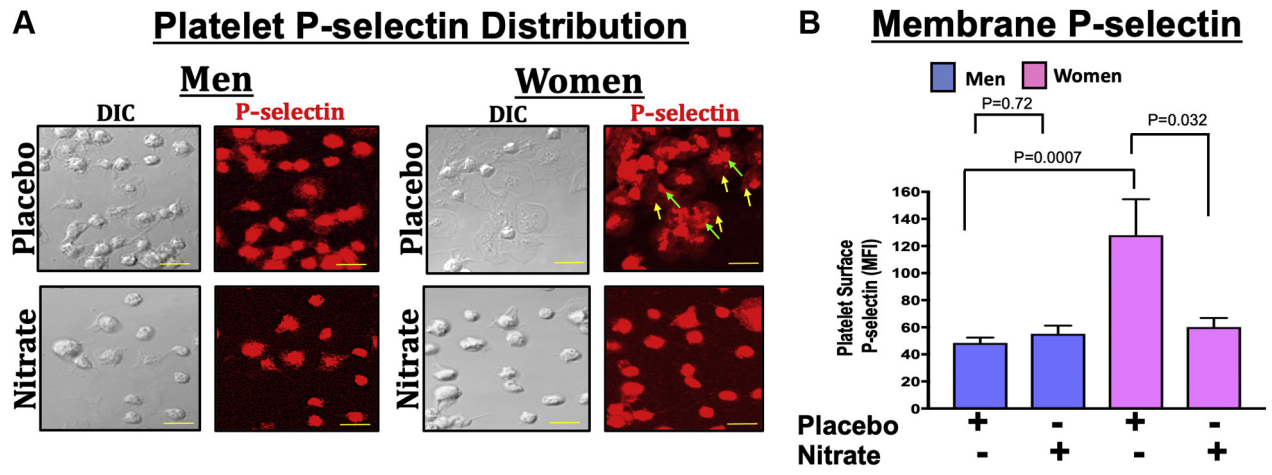 A
Platelet P-selectin Distribution
Men
Women
DIC
P-selectin
DIC
P-selectin
Placebo
Placebo
Nitrate
Nitrate
B
Membrane P-selectin
Men
Women
P=0.72
P=0.032
P=0.0007
Platelet Surface
P-selectin (MFI)
160
140
120
100
80
60
40
20
0
Placebo + - + -
Nitrate - + - +